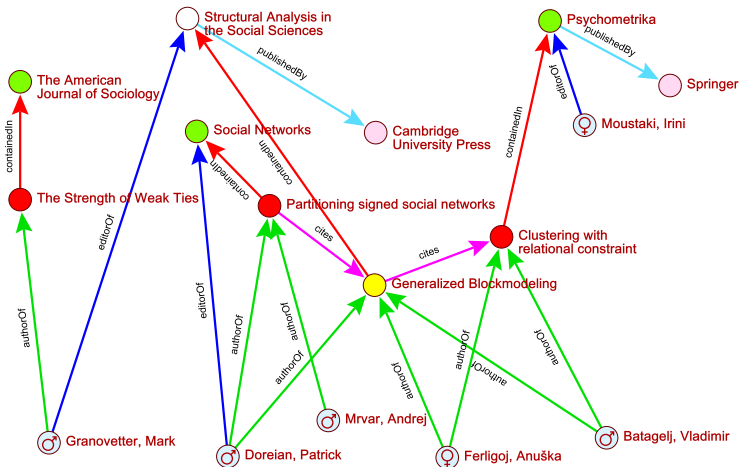 Structural Analysis in
the Social Sciences
Psychometrika
publishedBy
publishedBy
The American
Journal of Sociology
Springer
editorOf
Moustaki, Irini
Social Networks
Cambridge
University Press
containedIn
containedIn
containedIn
containedIn
The Strength of Weak Ties
Partitioning signed social networks
editorOf
cites
Clustering with
relational constraint
cites
Generalized Blockmodeling
editorOf
authorOf
authorOf
authorOf
authorOf
authorOf
authorOf
authorOf
authorOf
Mrvar, Andrej
Granovetter, Mark
Doreian, Patrick
Ferligoj, Anuška
Batagelj, Vladimir